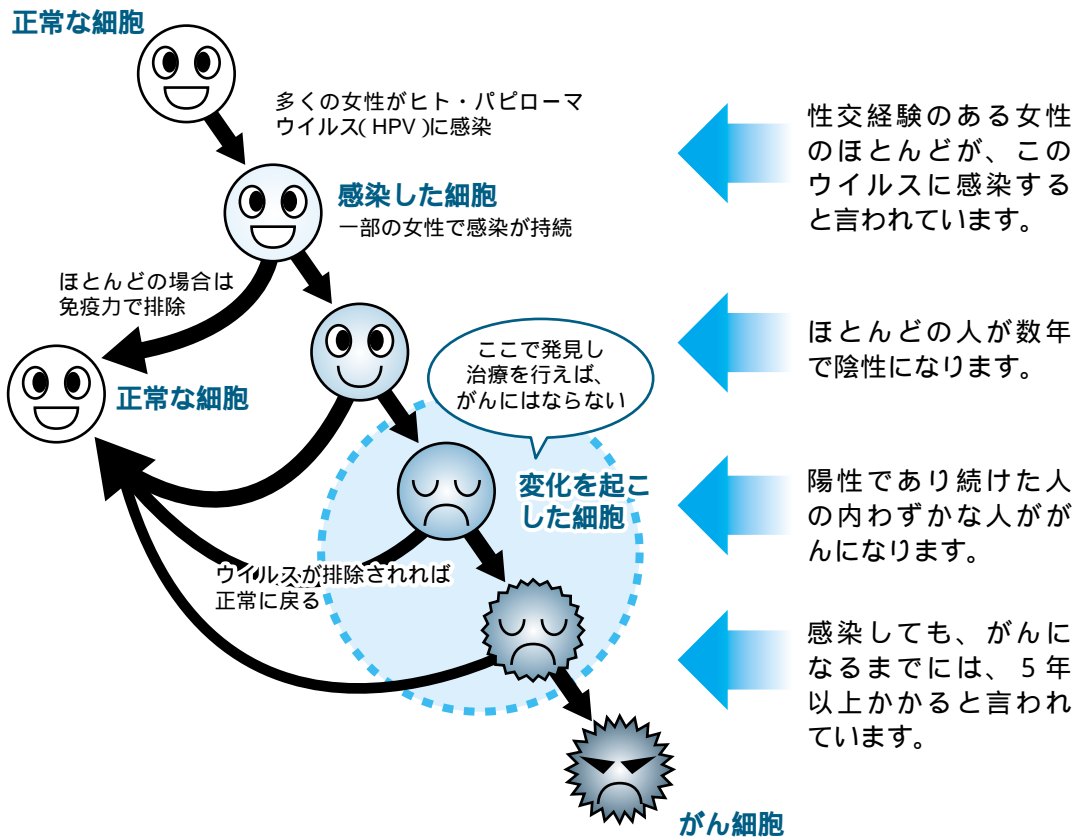 正常な細胞
多くの女性がヒト・パピローマ
ウイルス( HPV )に感染
性交経験のある女性
のほとんどが、この
ウイルスに感染する
と言われています。
感染した細胞
一部の女性で感染が持続
ほとんどの場合は
免疫力で排除
ほとんどの人が数年
で陰性になります。
ここで発見し
治療を行えば、
がんにはならない
正常な細胞
変化を起こ
した細胞
陽性であり続けた人
の内わずかな人がが
んになります。
ウイルスが排除されれば
正常に戻る
感染しても、がんに
なるまでには、5年
以上かかると言われ
ています。
がん細胞